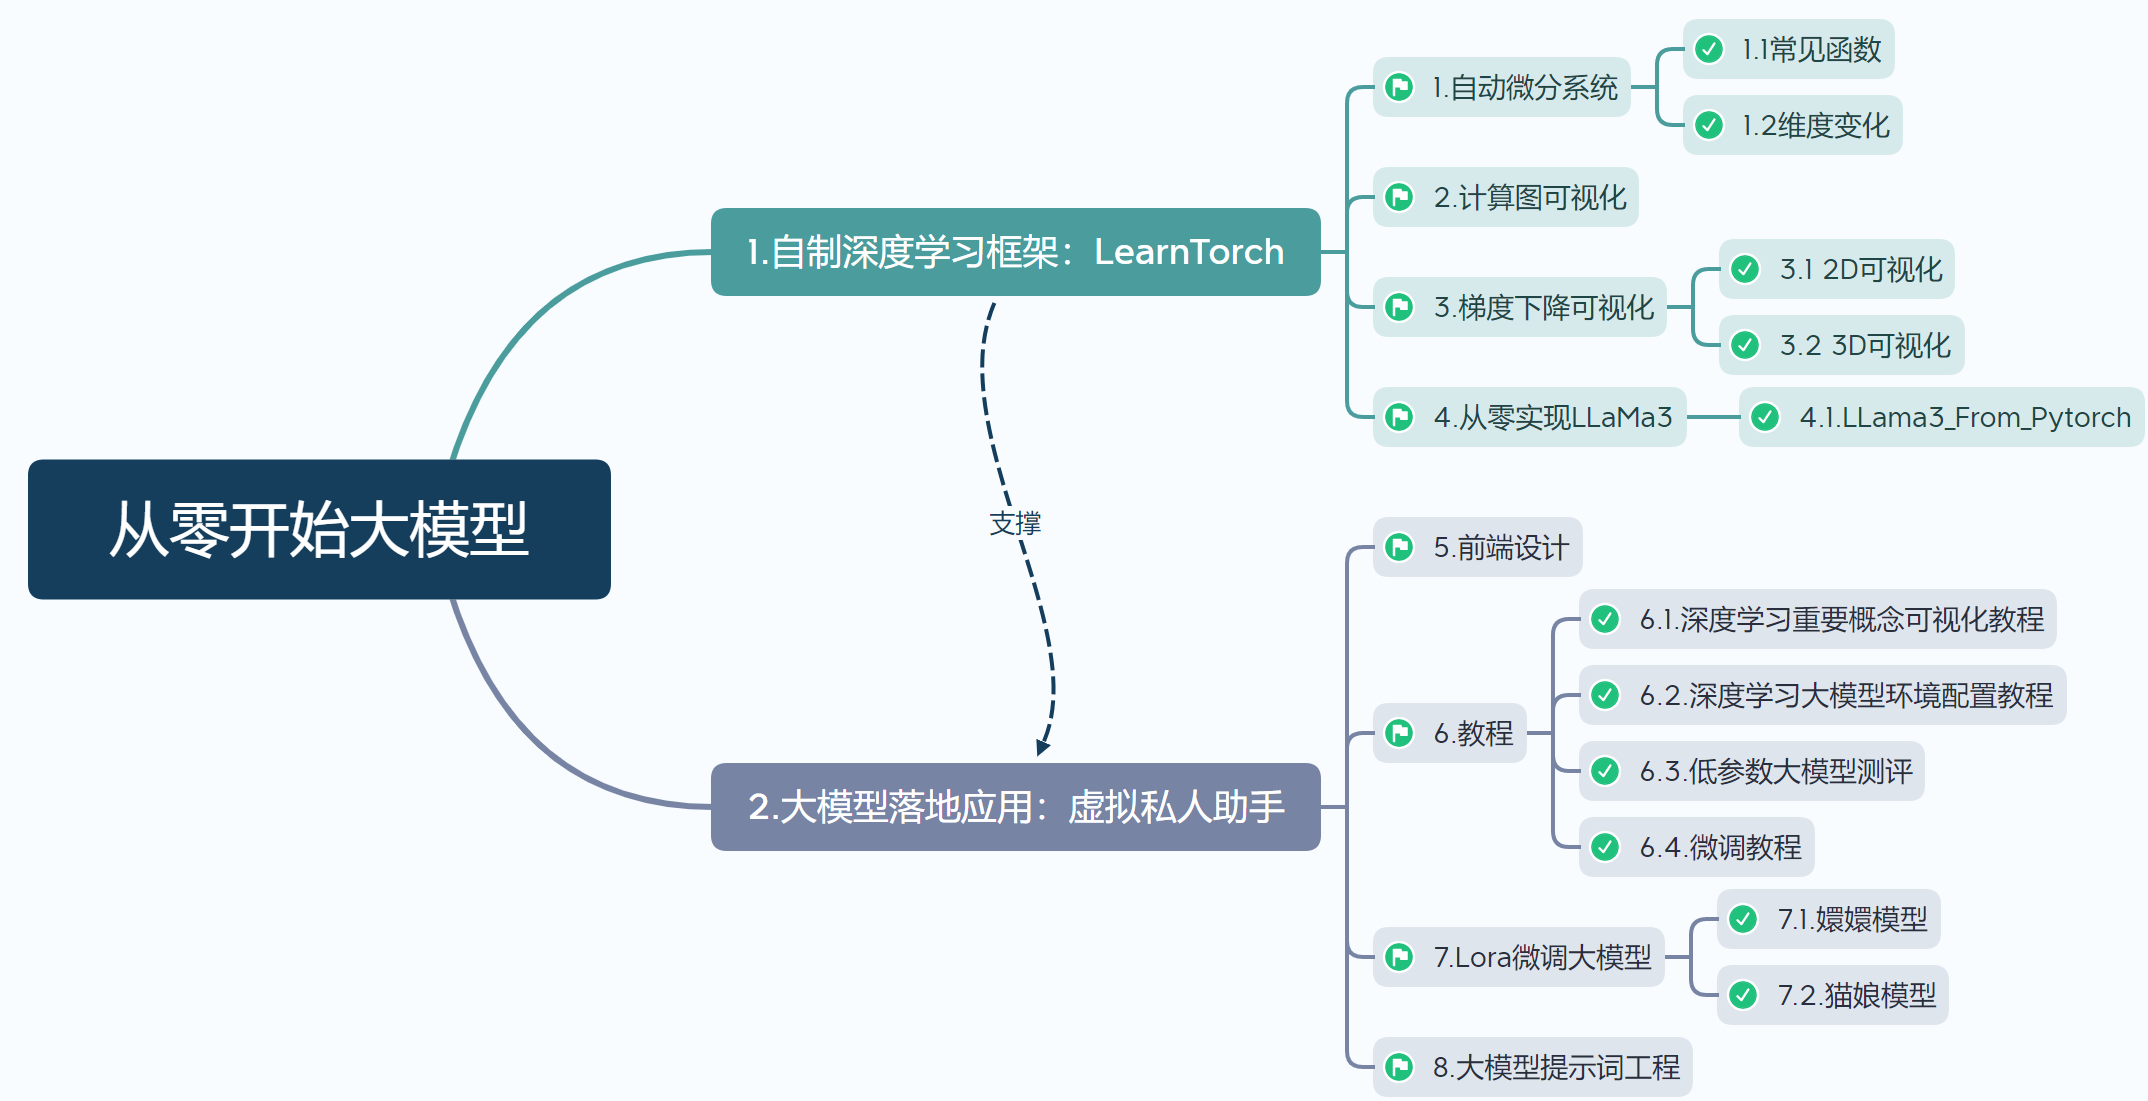 从零开始大模型
1.自制深度学习框架：LearnTorch
1.自动微分系统
1.1常见函数
1.2维度变化
2.计算图可视化
3.梯度下降可视化
3.1 2D可视化
3.2 3D可视化
4.从零实现LLaMa3
4.1.LLama3_From_Pytorch
支撑
2.大模型落地应用：虚拟私人助手
5.前端设计
6.教程
6.1.深度学习重要概念可视化教程
6.2.深度学习大模型环境配置教程
6.3.低参数大模型测评
6.4.微调教程
7.Lora微调大模型
7.1.嬛嬛模型
7.2.猫娘模型
8.大模型提示词工程